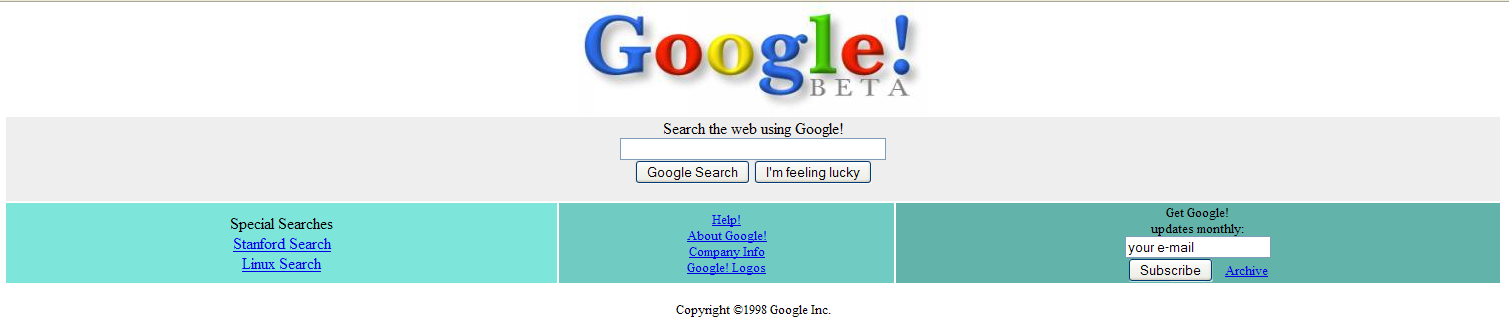 Google!
BETA
Search the web using Google!
Google Search I'm feeling lucky
Special Searches
Stanford Search
Linux Search
Help!
About Google!
Company Info
Google! Logos
Get Google!
updates monthly:
your e-mail
Subscribe Archive
Copyright ©1998 Google Inc.